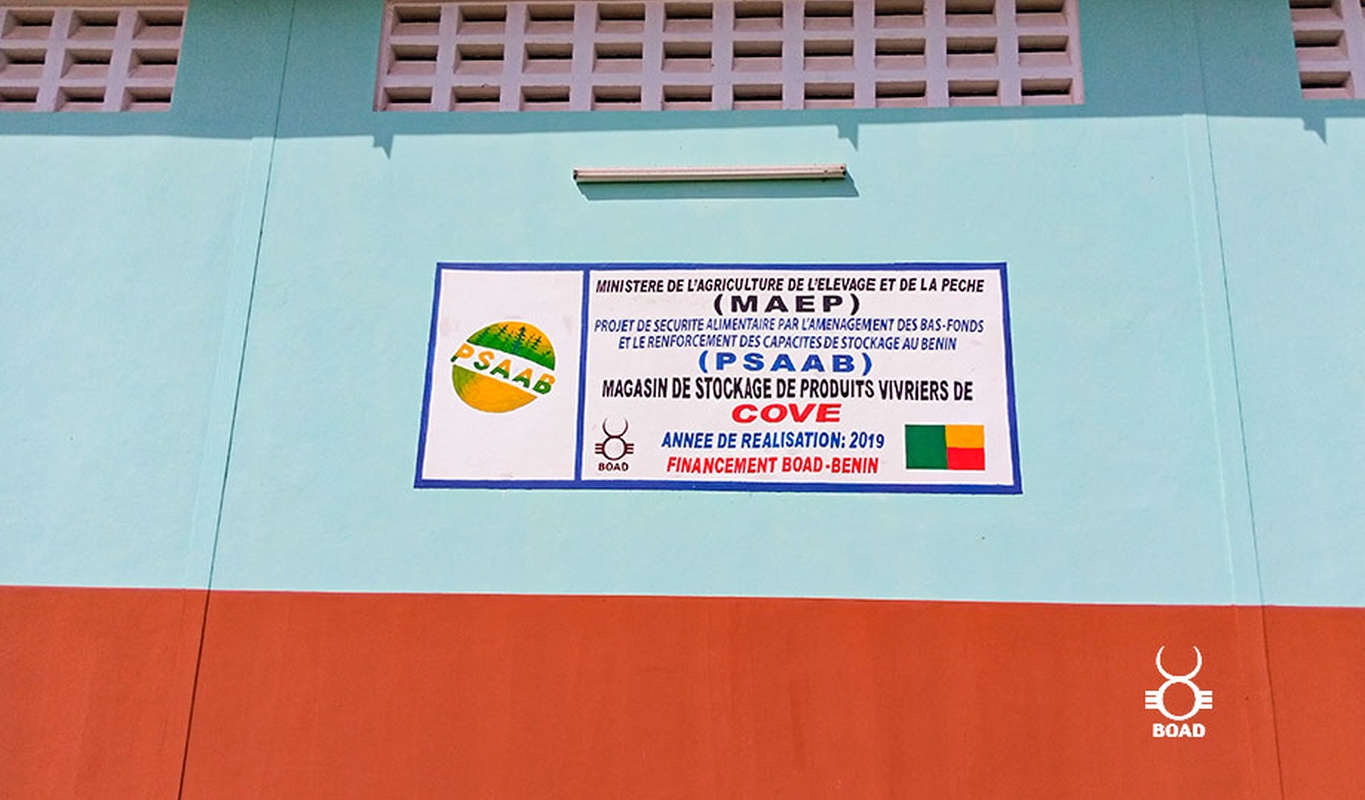 PSAAB
MINISTERE DE L'AGRICULTURE DE L'ELEVAGE ET DE LA PECHE
(MAEP)
PROJET DE SECURITE ALIMENTAIRE PAR L'AMENAGEMENT DES BAS-FONDS
ET LE RENFORCEMENT DES CAPACITES DE STOCKAGE AU BENIN
(PSAAB)
MAGASIN DE STOCKAGE DE PRODUITS VIVRIERS DE
COVE
ANNEE DE REALISATION: 2019
FINANCEMENT BOAD-BENIN
BOAD
BOAD